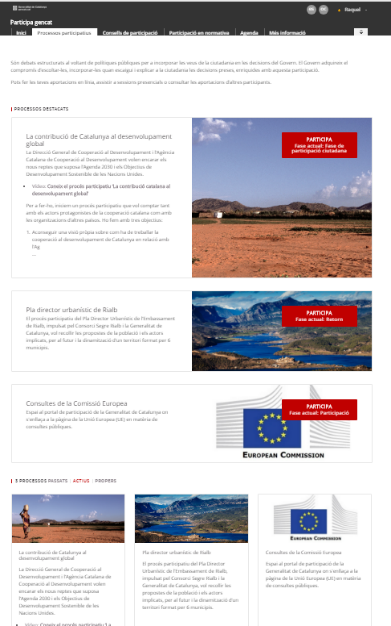 Participa gencat
Raquel
Inici Processos participatius Consells de participació Participació en normativa Agenda Més informació
Són debats estructurats al voltant de polítiques públiques per a incorporar les veus de la ciutadania en les decisions del Govern. El Govern adquireix el
compromís d'escoltar-les, incorporar-les quan escaigui i explicar a la ciutadania les decisions preses, enriquides amb aquesta participació.
Pots fer les teves aportacions en línia, assistir a sessions presencials o consultar les aportacions d'altres participants.
PROCESSOS DESTACATS
La contribució de Catalunya al desenvolupament
global
La Direcció General de Cooperació al Desenvolupament i l'Agència
Catalana de Cooperació al Desenvolupament volen encarar els
nous reptes que suposa l'Agenda 2030 i els Objectius de
Desenvolupament Sostenible de les Nacions Unides.
Vídeo: Coneix el procés participatiu 'La contribució catalana al
desenvolupament global'
Per a fer-ho, iniciem un procés participatiu que vol comptar tant
amb els actors protagonistes de la cooperació catalana com amb
les organitzacions d'altres països. Ho fem amb tres objectius:
1. Aconseguir una visió pròpia sobre com ha de treballar la
cooperació al desenvolupament de Catalunya en relació amb
l'Ag
...
PARTICIPA
Fase actual: Fase de
participació ciutadana
Pla director urbanístic de Rialb
El procés participatiu del Pla Director Urbanístic de l'Embassament
de Rialb, impulsat pel Consorci Segre-Rialb i la Generalitat de
Catalunya, vol recollir les propostes de la població i els actors
implicats, per al futur i la dinamització d'un territori format per 6
municipis.
PARTICIPA
Fase actual: Retorn
Consultes de la Comissió Europea
Espai al portal de participació de la Generalitat de Catalunya on
s'enllaça a la pàgina de la Unió Europea (UE) en matèria de
consultes públiques.
PARTICIPA
Fase actual: Participació
EUROPEAN COMMISSION
3 PROCESSOS PASSATS · ACTIUS · PROPERS
La contribució de Catalunya al
desenvolupament global
La Direcció General de Cooperació al
Desenvolupament i l'Agència Catalana de
Cooperació al Desenvolupament volen
encarar els nous reptes que suposa
l'Agenda 2030 i els Objectius de
Desenvolupament Sostenible de les
Nacions Unides.
Vídeo: Coneix el procés participatiu 'La
Pla director urbanístic de Rialb
El procés participatiu del Pla Director
Urbanístic de l'Embassament de Rialb,
impulsat pel Consorci Segre-Rialb i la
Generalitat de Catalunya, vol recollir les
propostes de la població i els actors
implicats, per al futur i la dinamització d'un
territori format per 6 municipis.
EUROPEAN COMMISSION
Consultes de la Comissió Europea
Espai al portal de participació de la
Generalitat de Catalunya on s'enllaça a la
pàgina de la Unió Europea (UE) en matèria
de consultes públiques.